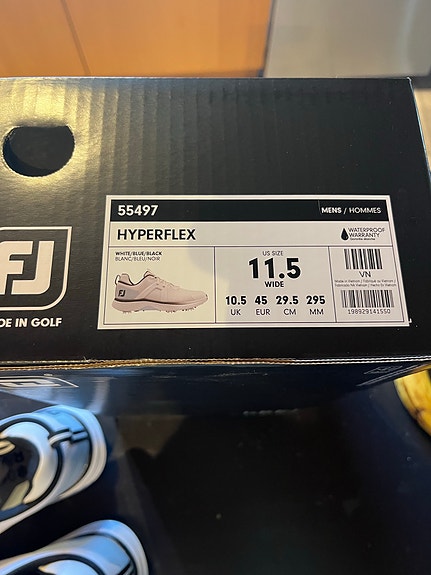 55497
MENS / HOMMES
HYPERFLEX
WATERPROOF
WARRANTY
WHITE/BLUE/BLACK
BLANC/BLEU/NOIR
US SIZE
11.5
WIDE
10.5 45 29.5 295
UK EUR CM MM
VN
198929141550
FJ
DE IN GOLF
FJ